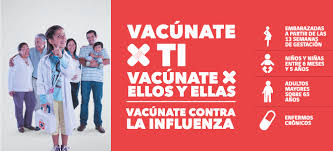 VACÚNATE
X TI
VACÚNATE X
ELLOS Y ELLAS
VACÚNATE CONTRA
LA INFLUENZA
EMBARAZADAS
A PARTIR DE LAS
13 SEMANAS
DE GESTACIÓN
NIÑOS Y NIÑAS
ENTRE 6 MESES
Y 5 AÑOS
ADULTOS
MAYORES
SOBRE 65
AÑOS
ENFERMOS
CRÓNICOS